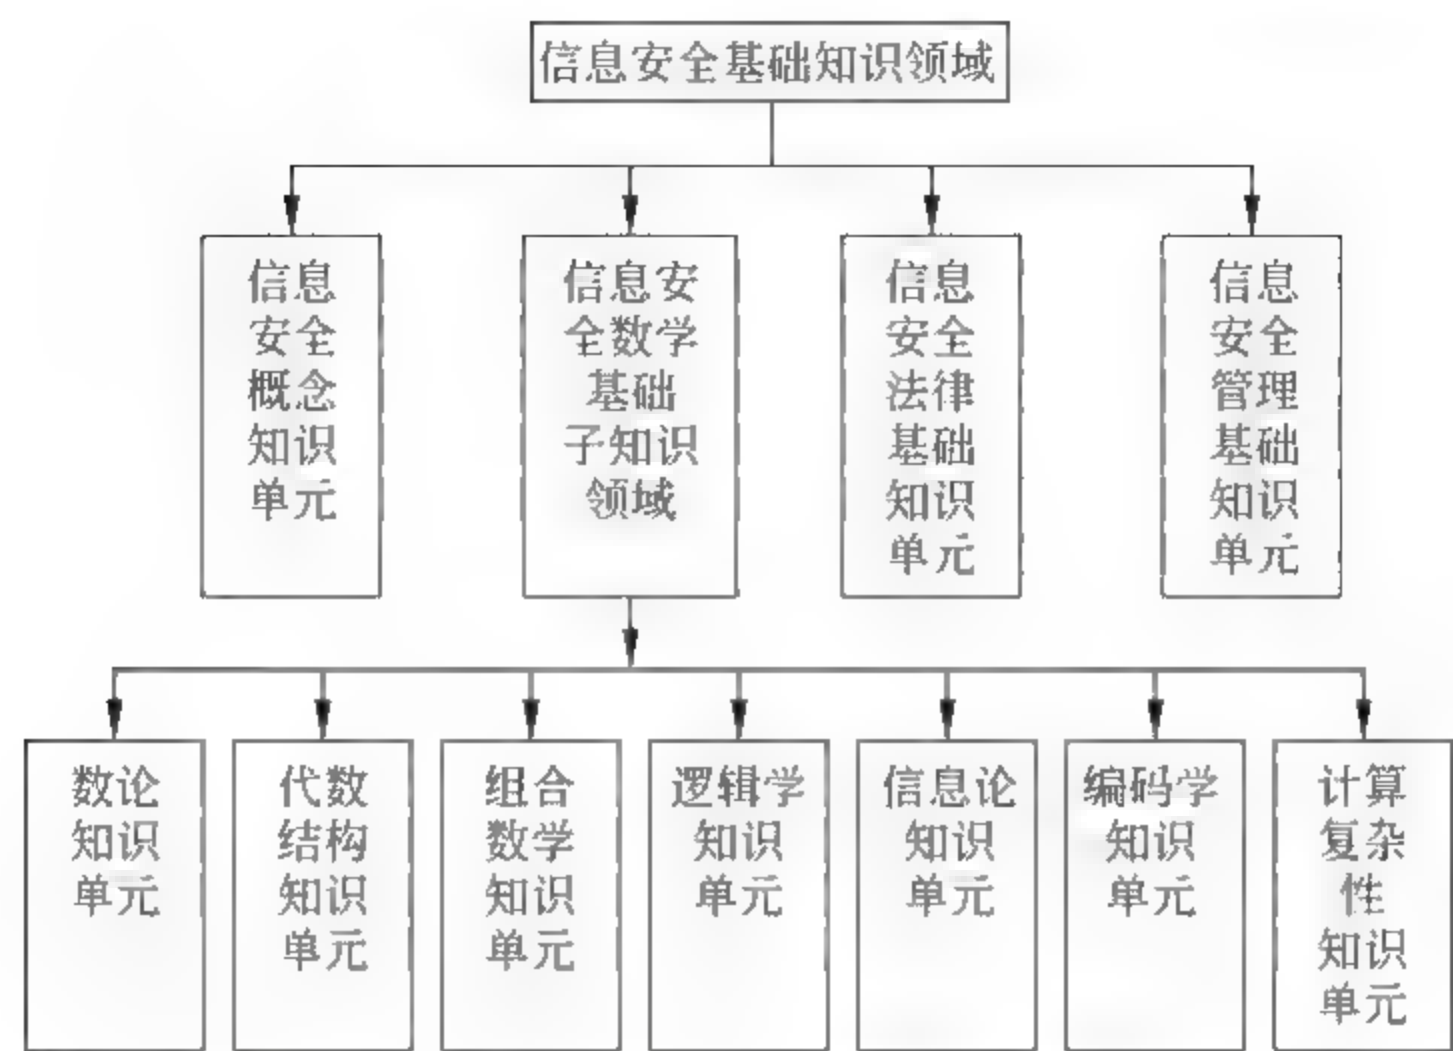 信息安全基础知识领域
信息
安全
概念
知识
单元
信息安
全数学
基础
子知识
领域
信息
安全
法律
基础
知识
单元
信息
安全
管理
基础
知识
单元
数论
知识
单元
代数
结构
知识
单元
组合
数学
知识
单元
逻辑学
知识
单元
信息论
知识
单元
编码学
知识
单元
计算
复杂
性
知识
单元